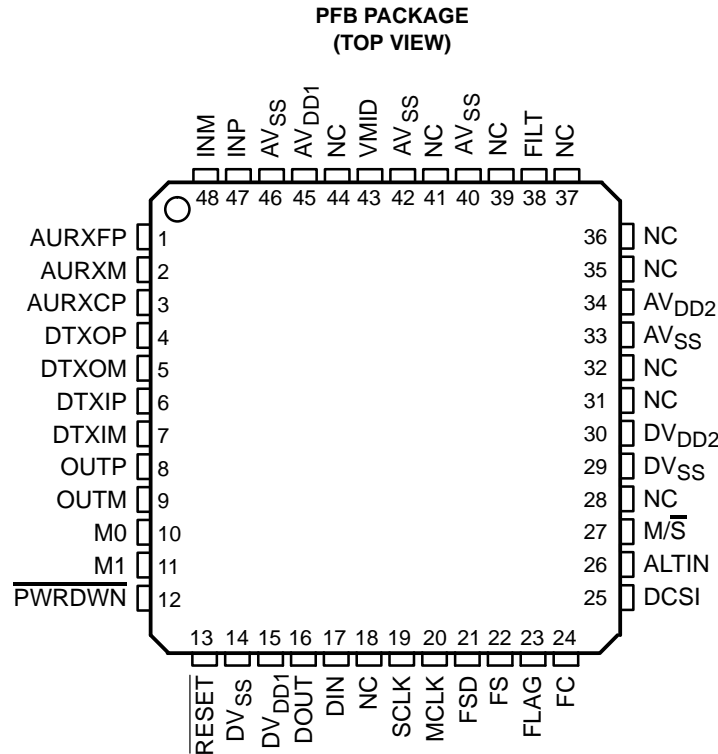 PFB PACKAGE
(TOP VIEW)
INM
INP
AVSS
AVDD1
NC
VMID
AVSS
NC
AVSS
NC
FILT
NC
48 47 46 45 44 43 42 41 40 39 38 37
AURXFP 1
AURXM 2
AURXCP 3
DTXOP 4
DTXOM 5
DTXIP 6
DTXIM 7
OUTP 8
OUTM 9
M0 10
M1 11
P̅W̅R̅D̅W̅N̅ 12
36 NC
35 NC
34 AVDD2
33 AVSS
32 NC
31 NC
30 DVDD2
29 DVSS
28 NC
27 M/S̅
26 ALTIN
25 DCSI
13 14 15 16 17 18 19 20 21 22 23 24
R̅E̅S̅E̅T̅
DVSS
DVDD1
DOUT
DIN
NC
SCLK
MCLK
FSD
FS
FLAG
FC